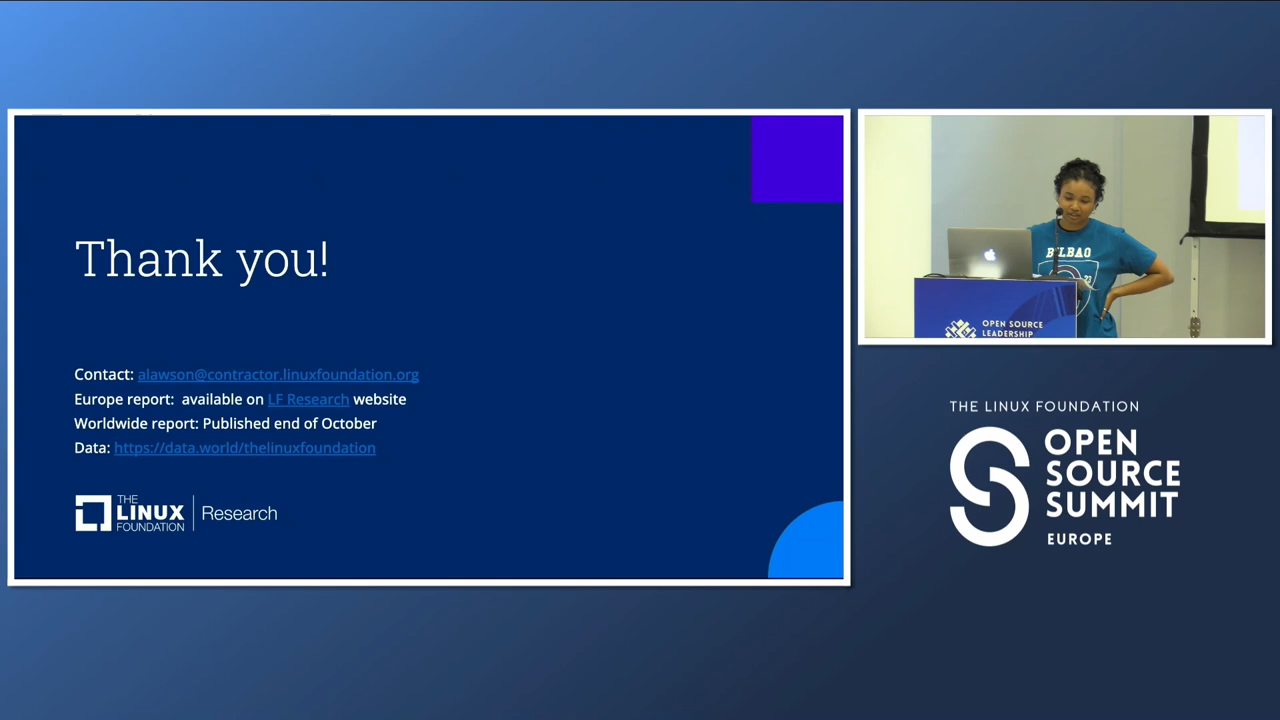 Thank you!
Contact: alawson@contractor.linuxfoundation.org
Europe report: available on LF Research website
Worldwide report: Published end of October
Data: https://data.world/thelinuxfoundation
THE
LINUX
FOUNDATION
Research
BILBAO
OPEN SOURCE
LEADERSHIP
THE LINUX FOUNDATION
OPEN
SOURCE
SUMMIT
EUROPE